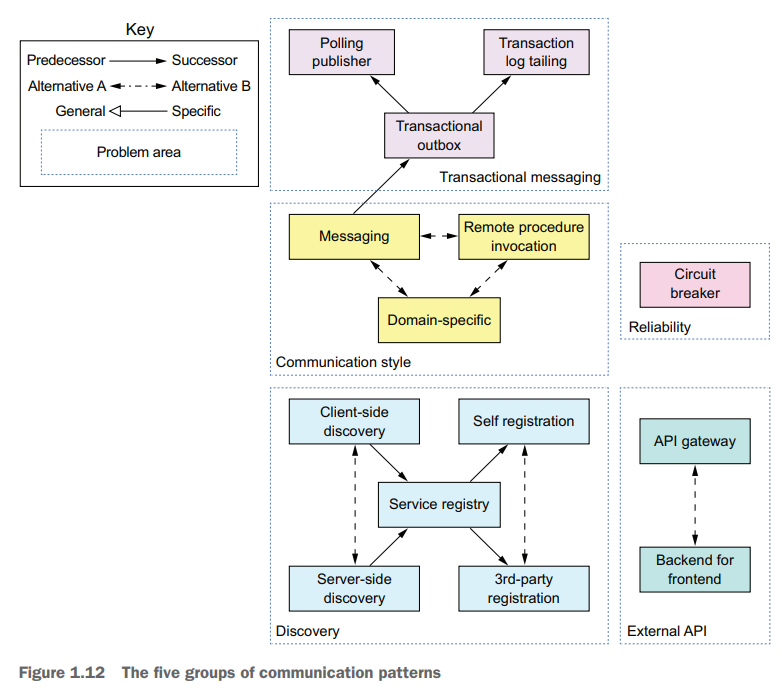 Key
Predecessor
Successor
Alternative A
Alternative B
General
Specific
Problem area
Polling
publisher
Transaction
log tailing
Transactional
outbox
Transactional messaging
Messaging
Remote procedure
invocation
Domain-specific
Communication style
Circuit
breaker
Reliability
Client-side
discovery
Self registration
Service registry
Server-side
discovery
3rd-party
registration
Discovery
API gateway
Backend for
frontend
External API
Figure 1.12 The five groups of communication patterns